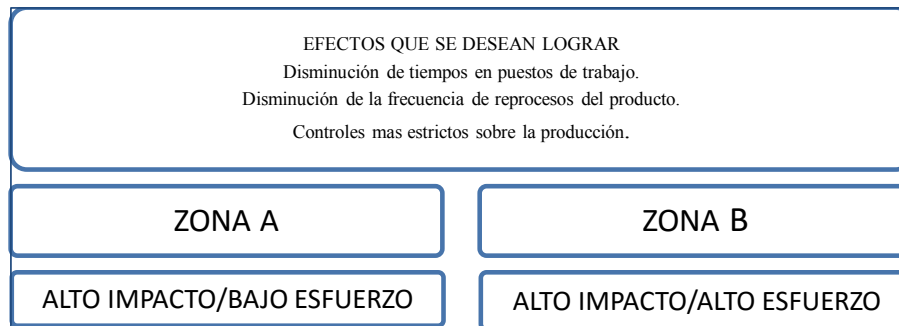 EFECTOS QUE SE DESEAN LOGRAR
Disminución de tiempos en puestos de trabajo.
Disminución de la frecuencia de reprocesos del producto.
Controles mas estrictos sobre la producción.
ZONA A
ZONA B
ALTO IMPACTO/BAJO ESFUERZO
ALTO IMPACTO/ALTO ESFUERZO